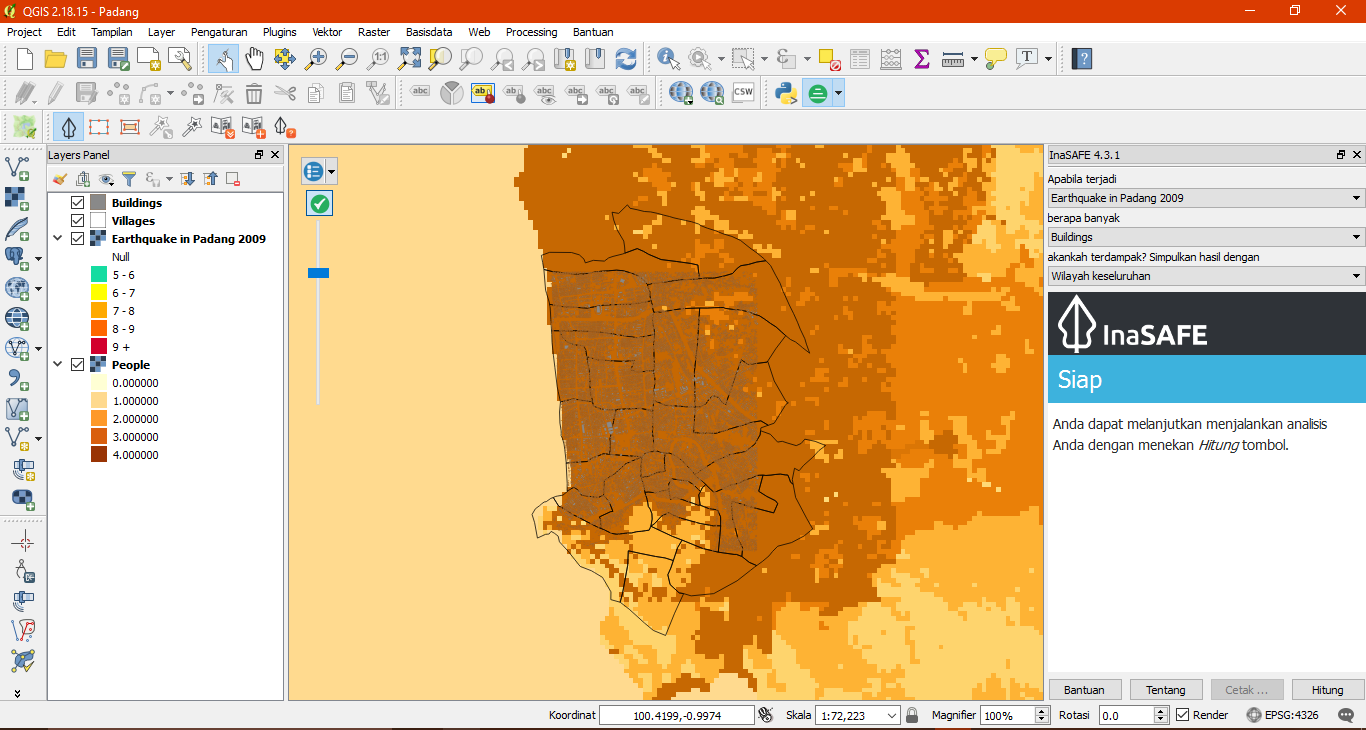 QGIS 2.18.15 - Padang
Project Edit Tampilan Layer Pengaturan Plugins Vektor Raster Basisdata Web Processing Bantuan
Layers Panel
Buildings
Villages
Earthquake in Padang 2009
Null
5 - 6
6 - 7
7 - 8
8 - 9
9 +
People
0.000000
1.000000
2.000000
3.000000
4.000000
InaSAFE 4.3.1
Apabila terjadi
Earthquake in Padang 2009
berapa banyak
Buildings
akankah terdampak? Simpulkan hasil dengan
Wilayah keseluruhan
InaSAFE
Siap
Anda dapat melanjutkan menjalankan analisis
Anda dengan menekan Hitung tombol.
Bantuan Tentang Cetak ... Hitung
Koordinat 100.4199,-0.9974 Skala 1:72,223 Magnifier 100% Rotasi 0.0 Render EPSG:4326